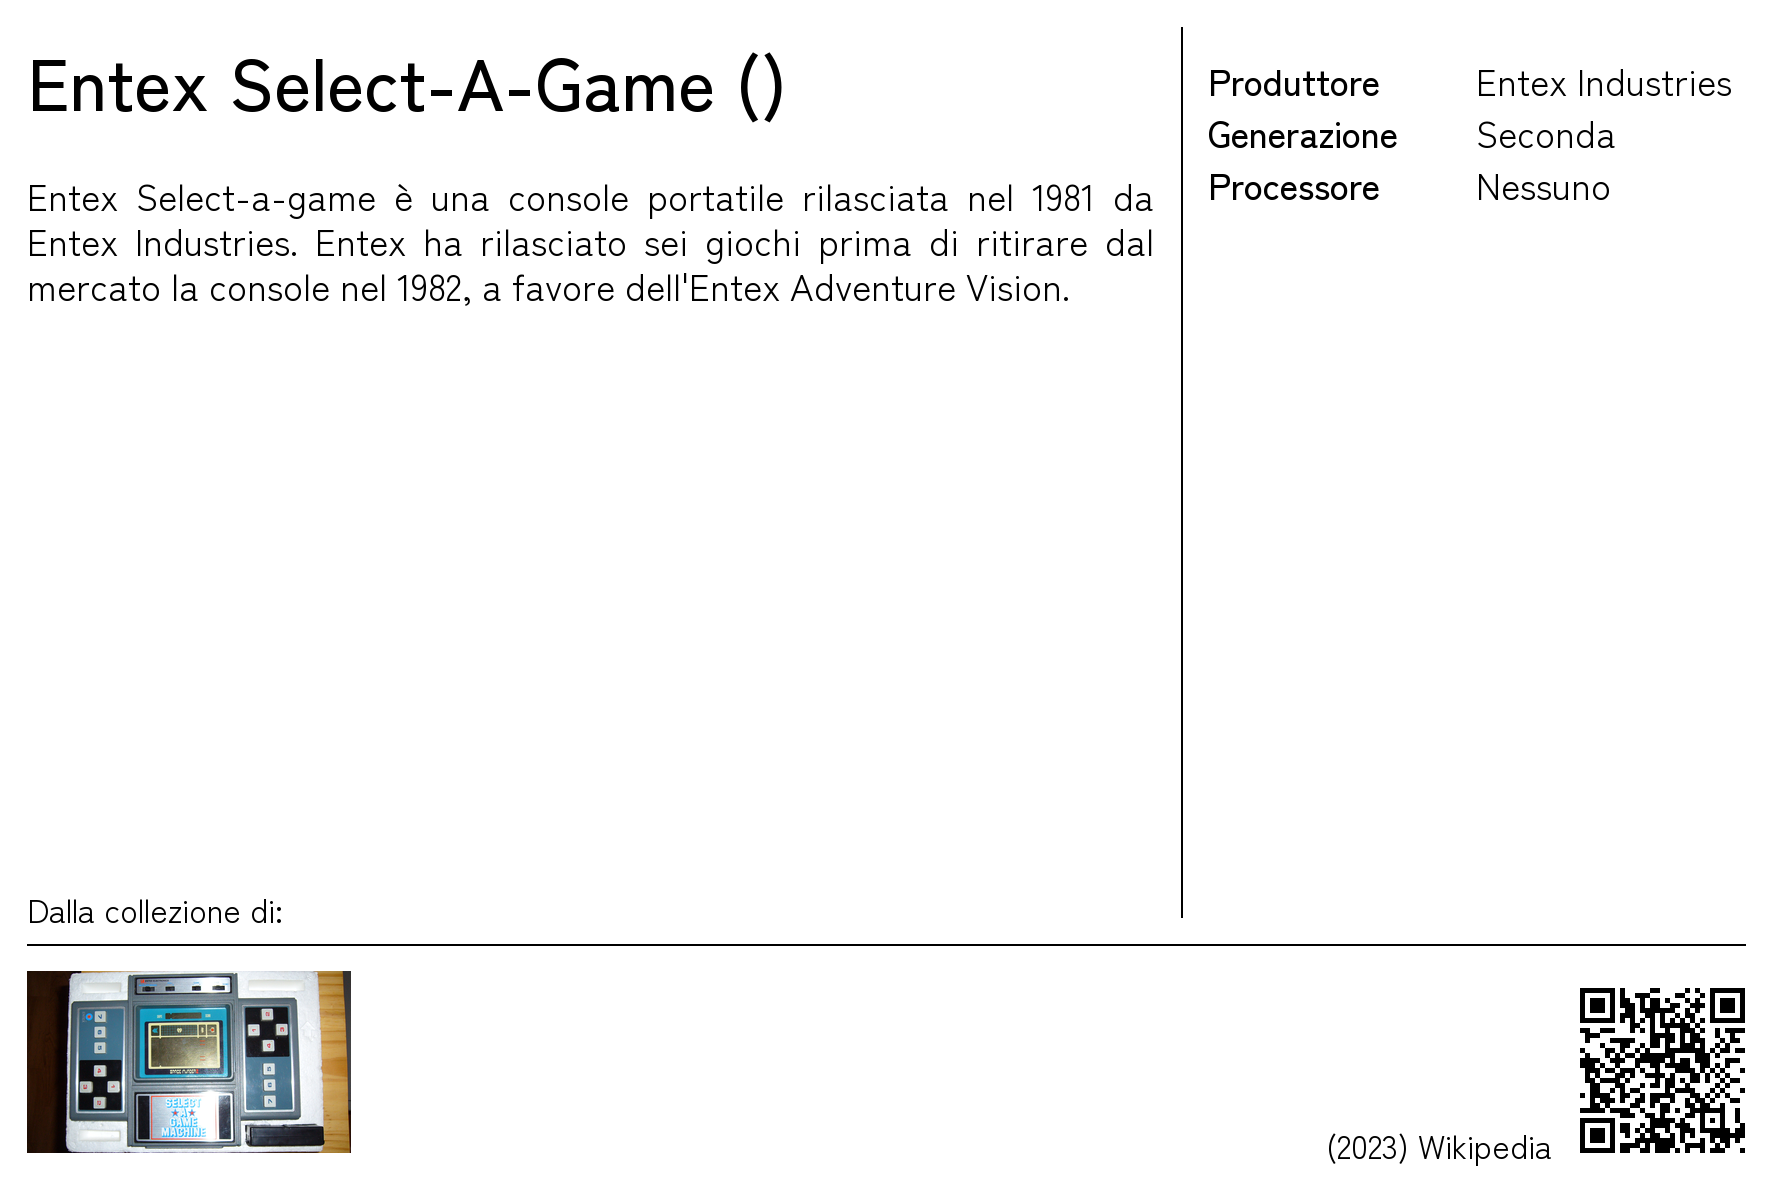 Entex Select-A-Game ()
Entex Select-a-game è una console portatile rilasciata nel 1981 da
Entex Industries. Entex ha rilasciato sei giochi prima di ritirare dal
mercato la console nel 1982, a favore dell'Entex Adventure Vision.
Produttore Entex Industries
Generazione Seconda
Processore Nessuno
Dalla collezione di:
SELECT
A
GAME
MACHINE
(2023) Wikipedia